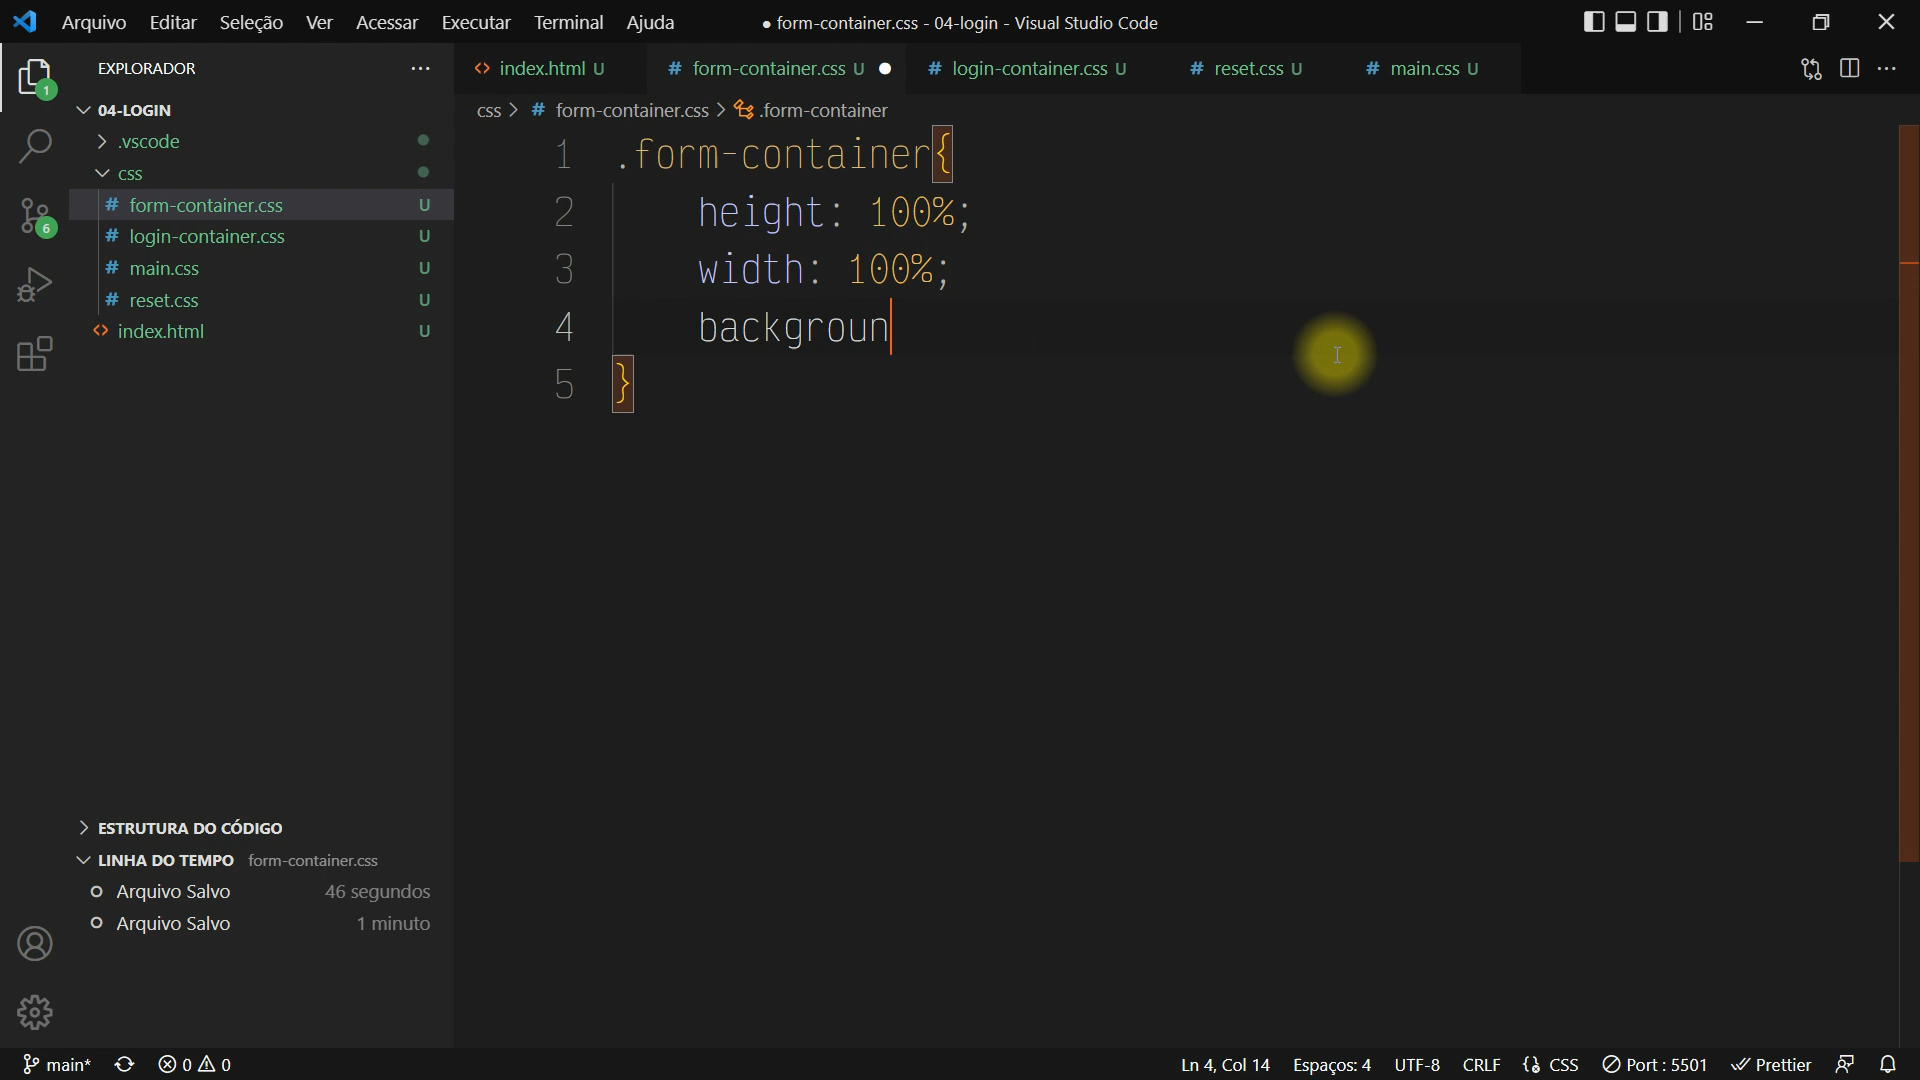 Arquivo Editar Seleção Ver Acessar Executar Terminal Ajuda
● form-container.css - 04-login - Visual Studio Code
1
EXPLORADOR
index.html U
# form-container.css U
# login-container.css U
# reset.css U
# main.css U
04-LOGIN
css > # form-container.css > .form-container
.vscode
css
# form-container.css U
# login-container.css U
# main.css U
# reset.css U
index.html U
6
1 .form-container{
2 height: 100%;
3 width: 100%;
4 backgroun
5 }
ESTRUTURA DO CÓDIGO
LINHA DO TEMPO form-container.css
Arquivo Salvo 46 segundos
Arquivo Salvo 1 minuto
main* 0 0 Ln 4, Col 14 Espaços: 4 UTF-8 CRLF CSS Port : 5501 Prettier